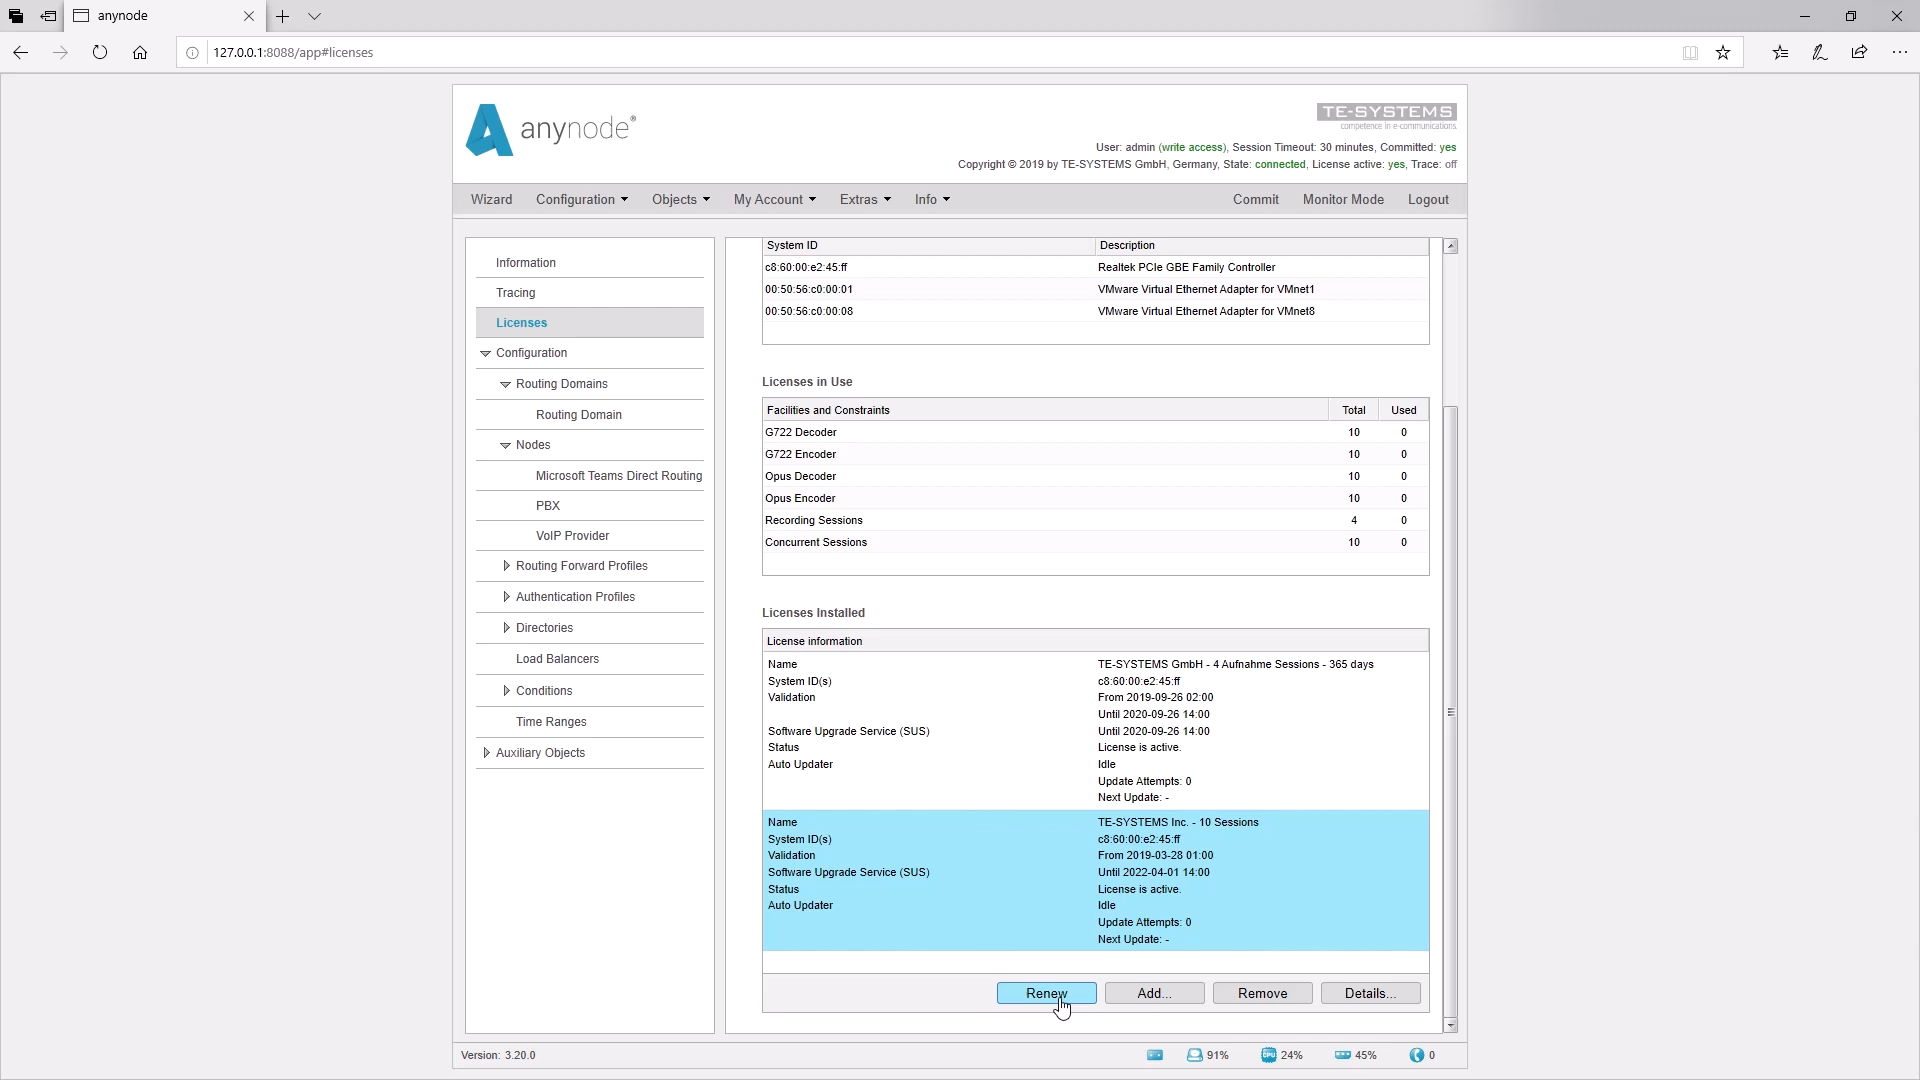 anynode
127.0.0.1:8088/app#licenses
anynode®
TE-SYSTEMS
competence in e-communications.
User: admin (write access), Session Timeout: 30 minutes, Committed: yes
Copyright © 2019 by TE-SYSTEMS GmbH, Germany, State: connected, License active: yes, Trace: off
Wizard Configuration Objects My Account Extras Info Commit Monitor Mode Logout
Information
Tracing
Licenses
Configuration
Routing Domains
Routing Domain
Nodes
Microsoft Teams Direct Routing
PBX
VoIP Provider
Routing Forward Profiles
Authentication Profiles
Directories
Load Balancers
Conditions
Time Ranges
Auxiliary Objects
System ID Description
c8:60:00:e2:45:ff Realtek PCIe GBE Family Controller
00:50:56:c0:00:01 VMware Virtual Ethernet Adapter for VMnet1
00:50:56:c0:00:08 VMware Virtual Ethernet Adapter for VMnet8
Licenses in Use
Facilities and Constraints Total Used
G722 Decoder 10 0
G722 Encoder 10 0
Opus Decoder 10 0
Opus Encoder 10 0
Recording Sessions 4 0
Concurrent Sessions 10 0
Licenses Installed
License information
Name TE-SYSTEMS GmbH - 4 Aufnahme Sessions - 365 days
System ID(s) c8:60:00:e2:45:ff
Validation From 2019-09-26 02:00
Until 2020-09-26 14:00
Software Upgrade Service (SUS) Until 2020-09-26 14:00
Status License is active.
Auto Updater Idle
Update Attempts: 0
Next Update: -
Name TE-SYSTEMS Inc. - 10 Sessions
System ID(s) c8:60:00:e2:45:ff
Validation From 2019-03-28 01:00
Software Upgrade Service (SUS) Until 2022-04-01 14:00
Status License is active.
Auto Updater Idle
Update Attempts: 0
Next Update: -
Renew Add... Remove Details...
Version: 3.20.0 91% CPU 24% 45% 0